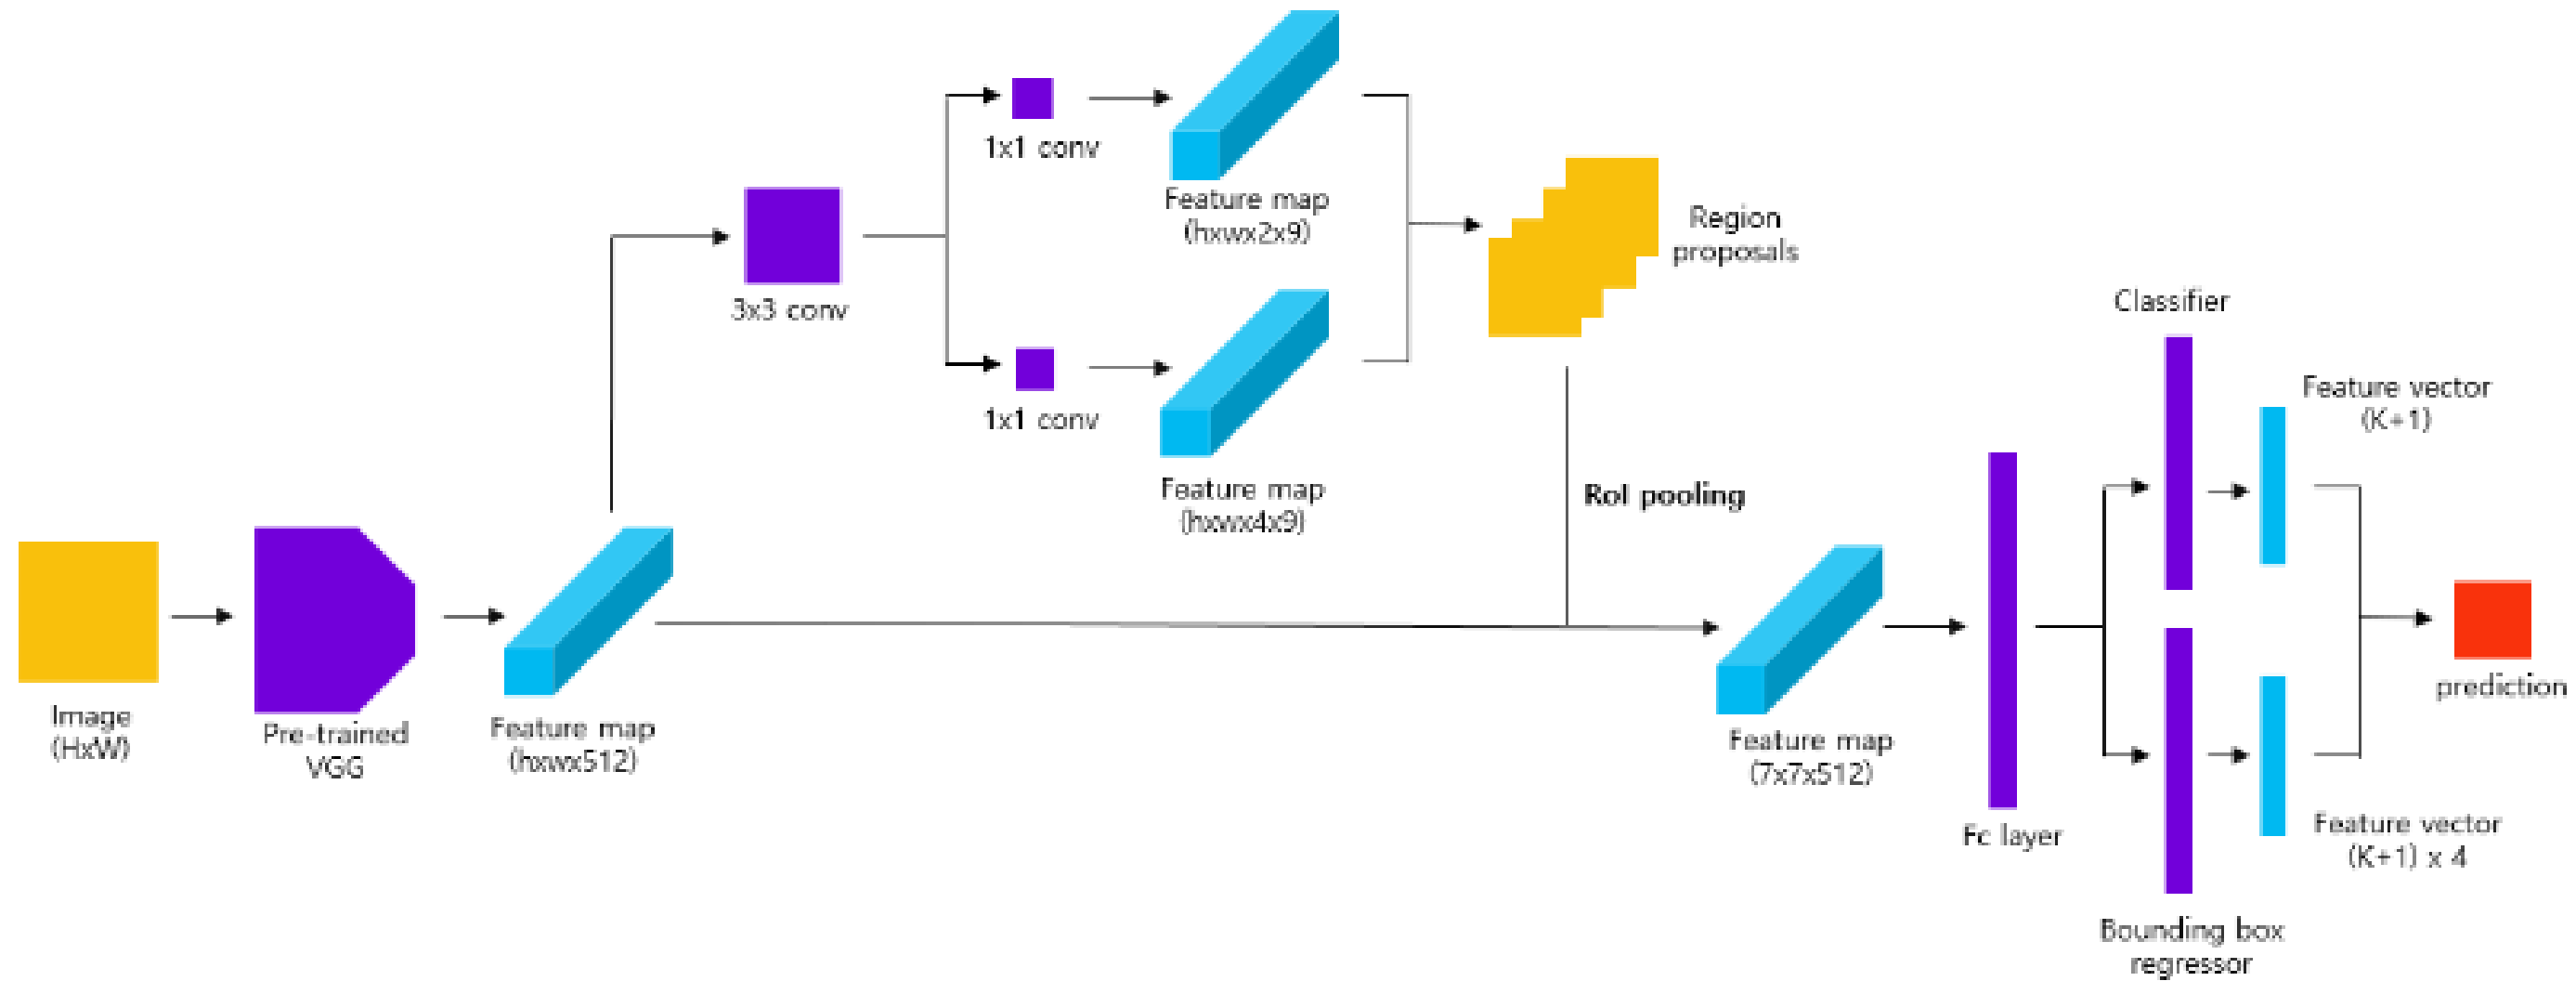 1x1 conv
Feature map
(hxwx2x9)
Region
proposals
3x3 conv
1x1 conv
Feature map
(hxwx4x9)
RoI pooling
Image
(HxW)
Pre-trained
VGG
Feature map
(hxwx512)
Feature map
(7x7x512)
Fc layer
Classifier
Feature vector
(K+1)
Bounding box
regressor
Feature vector
(K+1) x 4
prediction